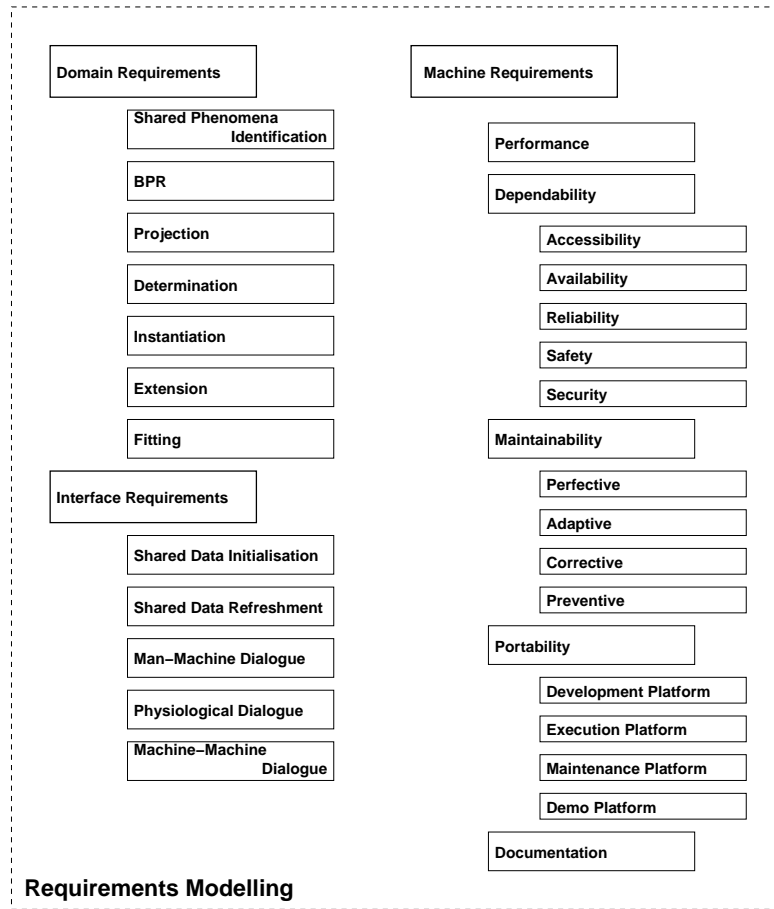 Domain Requirements
Shared Phenomena
Identification
BPR
Projection
Determination
Instantiation
Extension
Fitting
Interface Requirements
Shared Data Initialisation
Shared Data Refreshment
Man−Machine Dialogue
Physiological Dialogue
Machine−Machine
Dialogue
Machine Requirements
Performance
Dependability
Accessibility
Availability
Reliability
Safety
Security
Maintainability
Perfective
Adaptive
Corrective
Preventive
Portability
Development Platform
Execution Platform
Maintenance Platform
Demo Platform
Documentation
Requirements Modelling